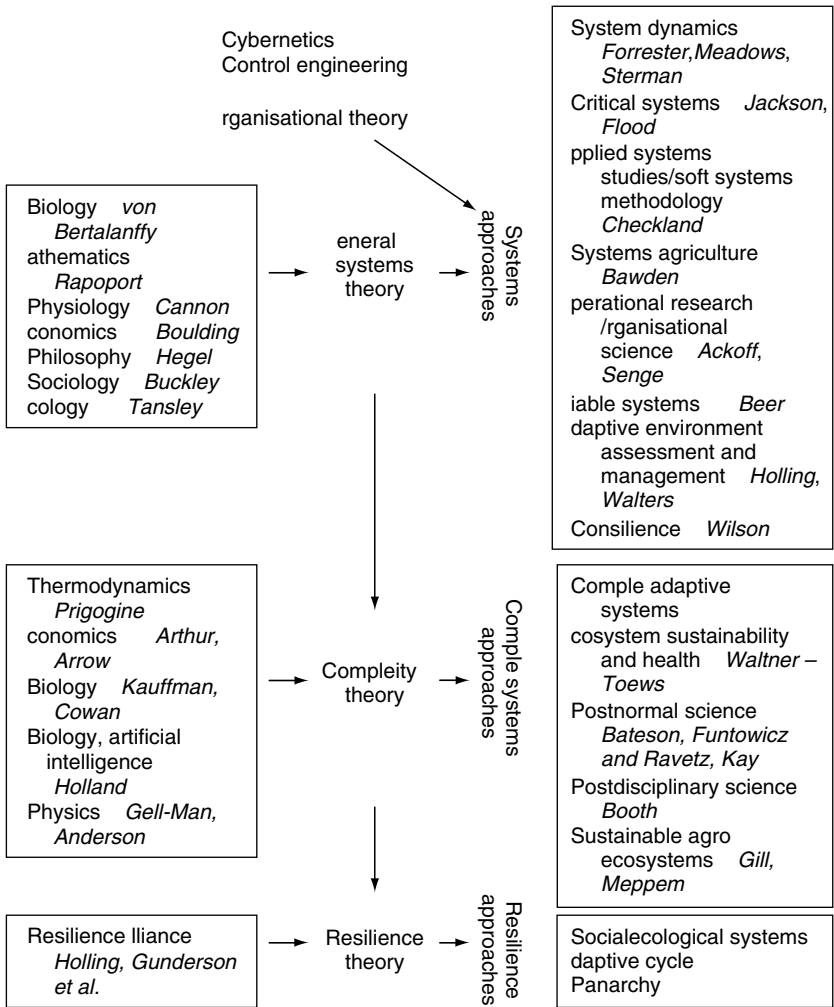 Cybernetics
Control engineering
rganisational theory
Biology von
Bertalanffy
athematics
Rapoport
Physiology Cannon
conomics Boulding
Philosophy Hegel
Sociology Buckley
cology Tansley
eneral
systems
theory
Systems
approaches
System dynamics
Forrester,Meadows,
Sterman
Critical systems Jackson,
Flood
pplied systems
studies/soft systems
methodology
Checkland
Systems agriculture
Bawden
perational research
/rganisational
science Ackoff,
Senge
iable systems Beer
daptive environment
assessment and
management Holling,
Walters
Consilience Wilson
Thermodynamics
Prigogine
conomics Arthur,
Arrow
Biology Kauffman,
Cowan
Biology, artificial
intelligence
Holland
Physics Gell-Man,
Anderson
Compleity
theory
Comple systems
approaches
Comple adaptive
systems
cosystem sustainability
and health Waltner –
Toews
Postnormal science
Bateson, Funtowicz
and Ravetz, Kay
Postdisciplinary science
Booth
Sustainable agro
ecosystems Gill,
Meppem
Resilience lliance
Holling, Gunderson
et al.
Resilience
theory
Resilience
approaches
Socialecological systems
daptive cycle
Panarchy